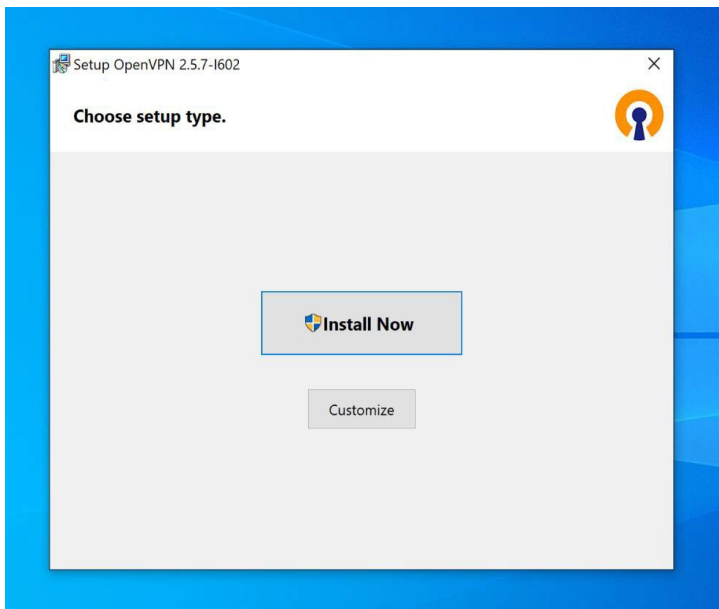 Setup OpenVPN 2.5.7-I602
Choose setup type.
Install Now
Customize